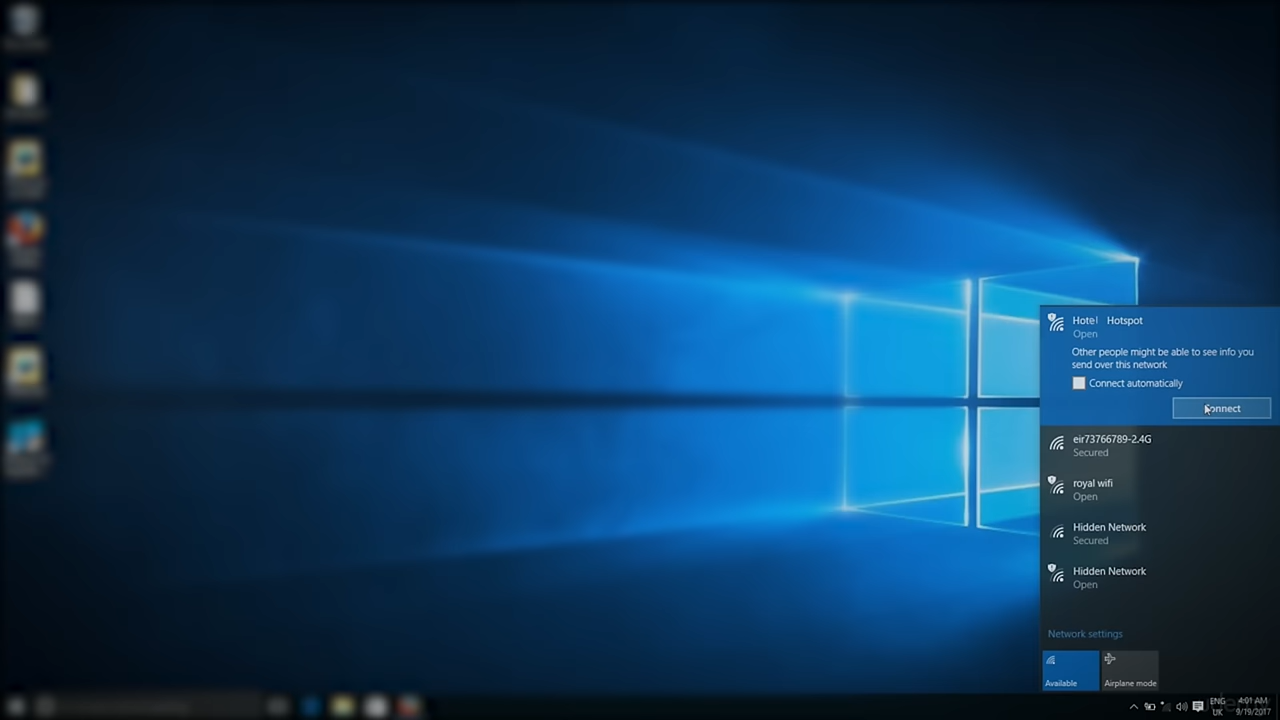 Hotel Hotspot
Open
Other people might be able to see info you
send over this network
Connect automatically
Connect
eir73766789-2.4G
Secured
royal wifi
Open
Hidden Network
Secured
Hidden Network
Open
Network settings
Available
Airplane mode
ENG
UK
4:01 AM
9/19/2017